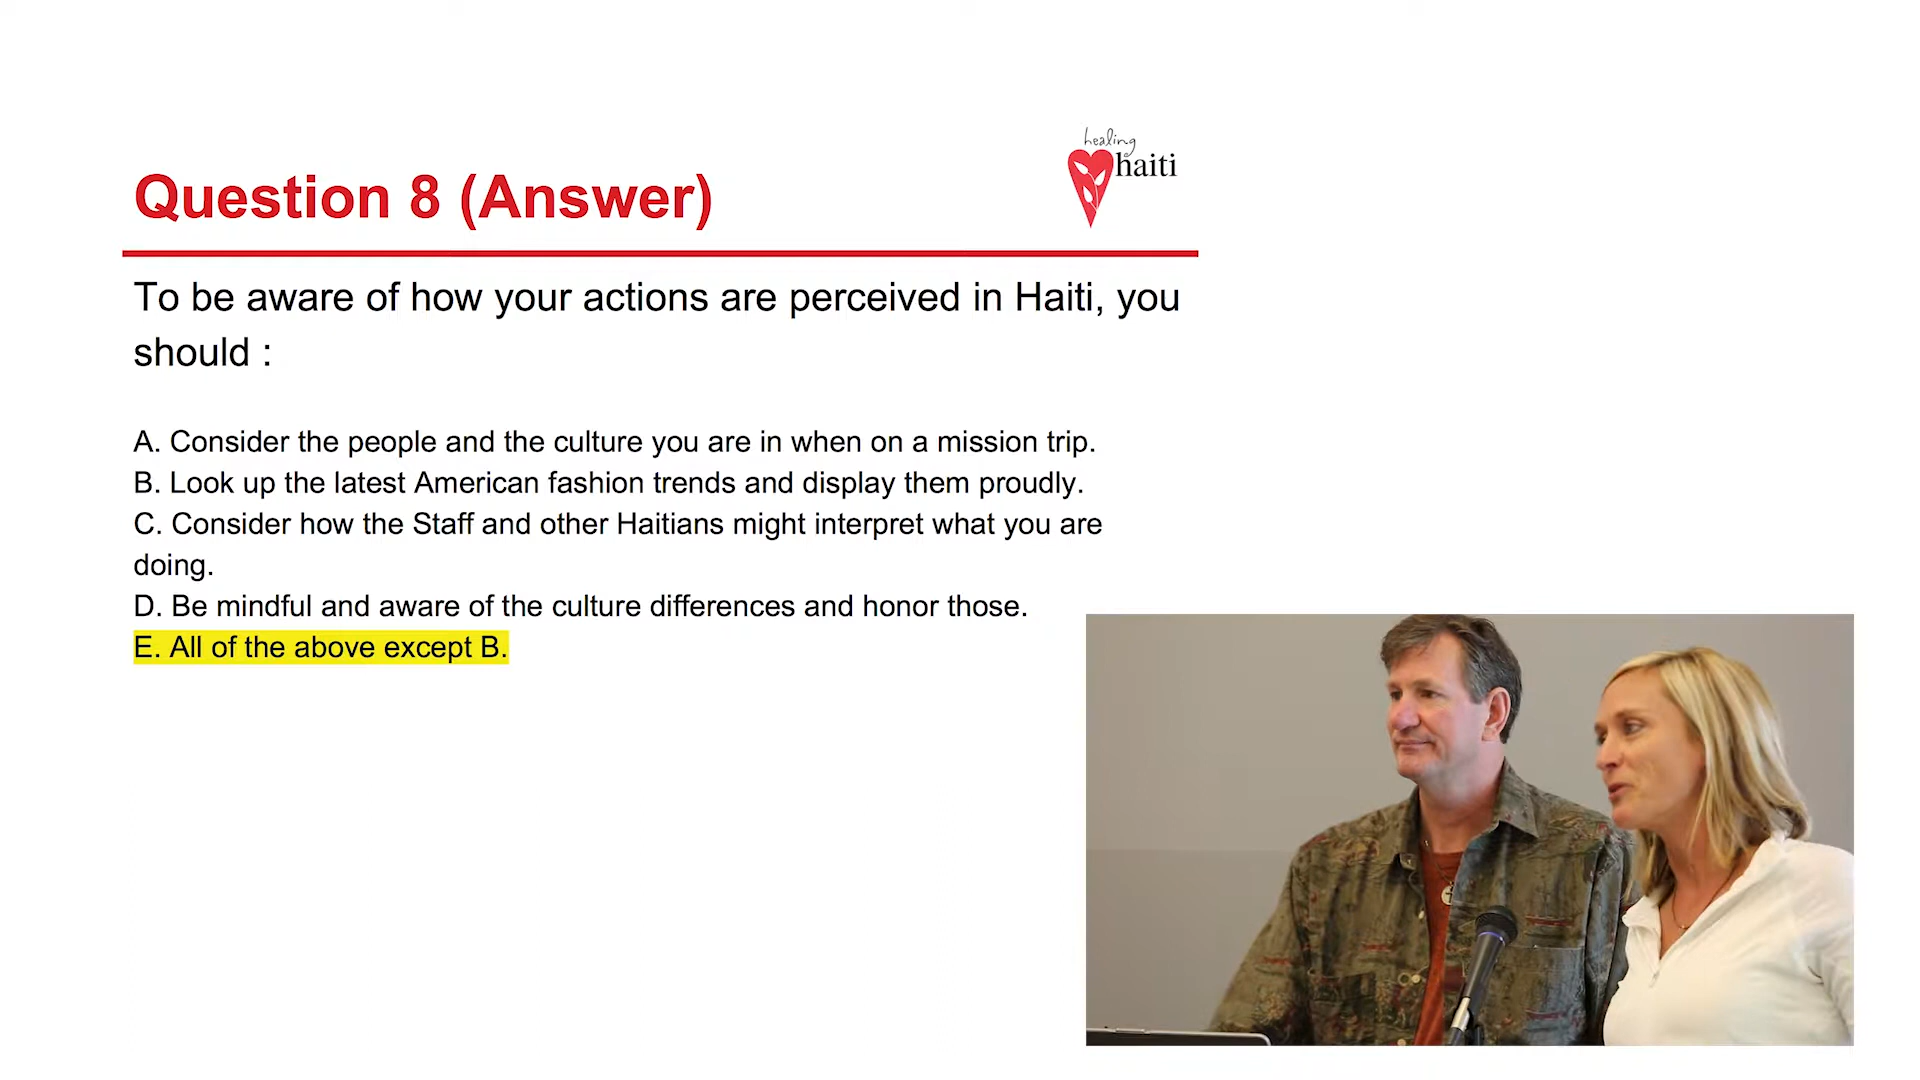 healing
haiti
Question 8 (Answer)
To be aware of how your actions are perceived in Haiti, you
should :
A. Consider the people and the culture you are in when on a mission trip.
B. Look up the latest American fashion trends and display them proudly.
C. Consider how the Staff and other Haitians might interpret what you are
doing.
D. Be mindful and aware of the culture differences and honor those.
E. All of the above except B.